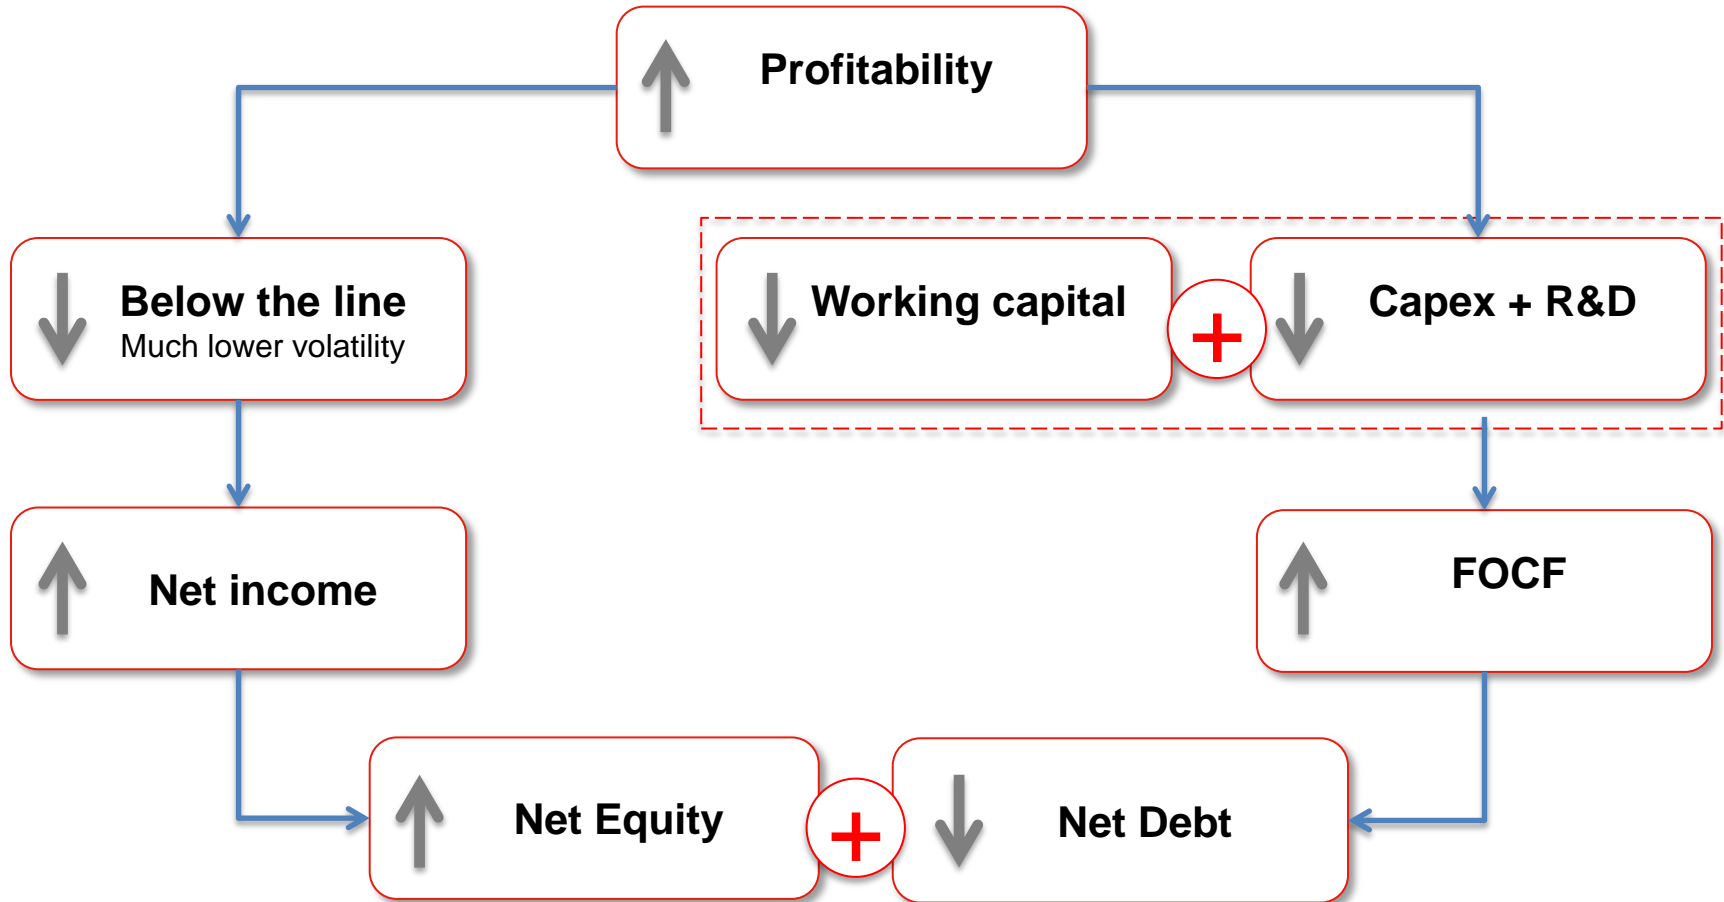 Profitability
Below the line
Much lower volatility
Working capital
+
Capex + R&D
Net income
FOCF
Net Equity
+
Net Debt